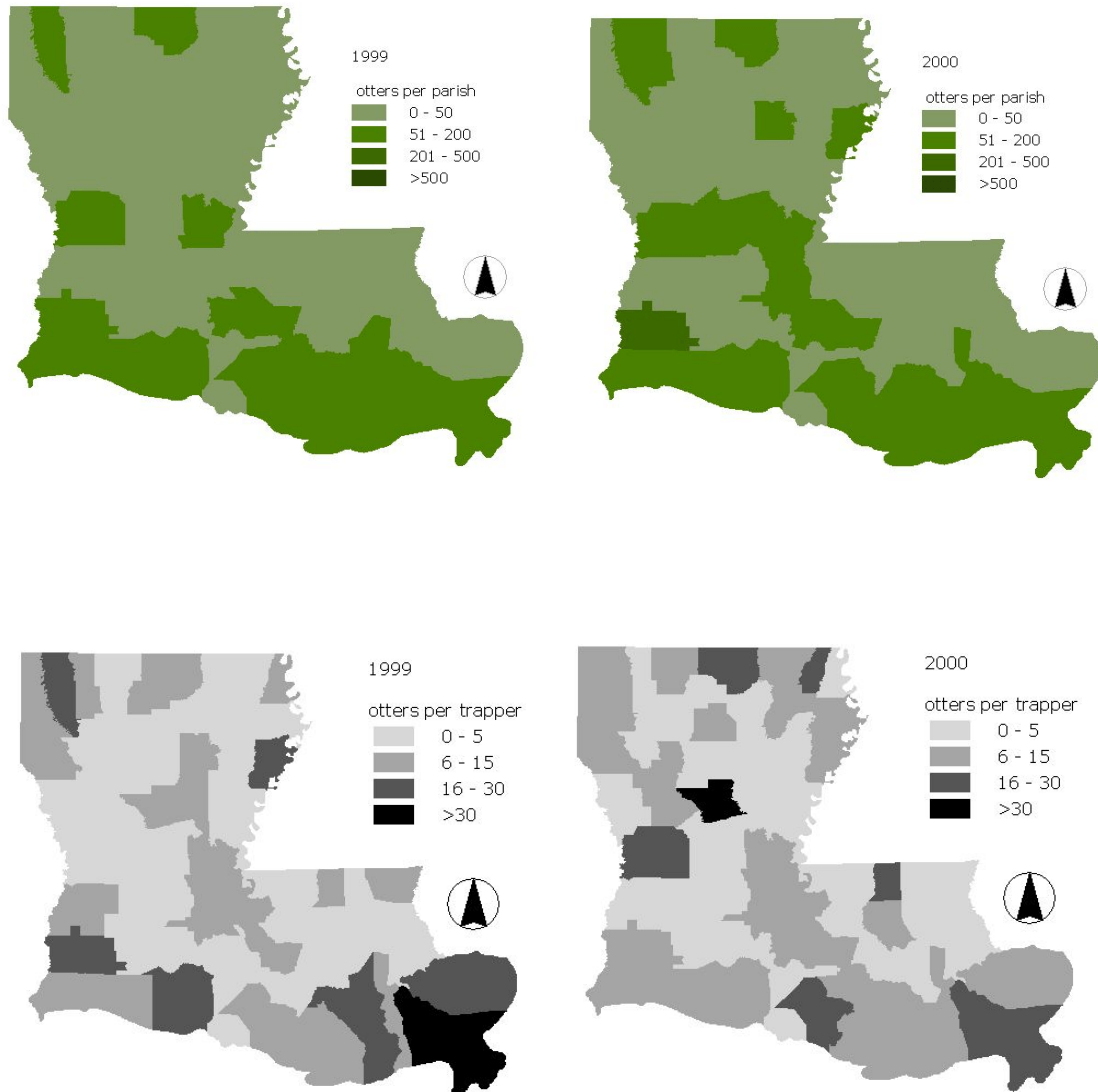 1999
otters per parish
0 - 50
51 - 200
201 - 500
>500
2000
otters per parish
0 - 50
51 - 200
201 - 500
>500
1999
otters per trapper
0 - 5
6 - 15
16 - 30
>30
2000
otters per trapper
0 - 5
6 - 15
16 - 30
>30